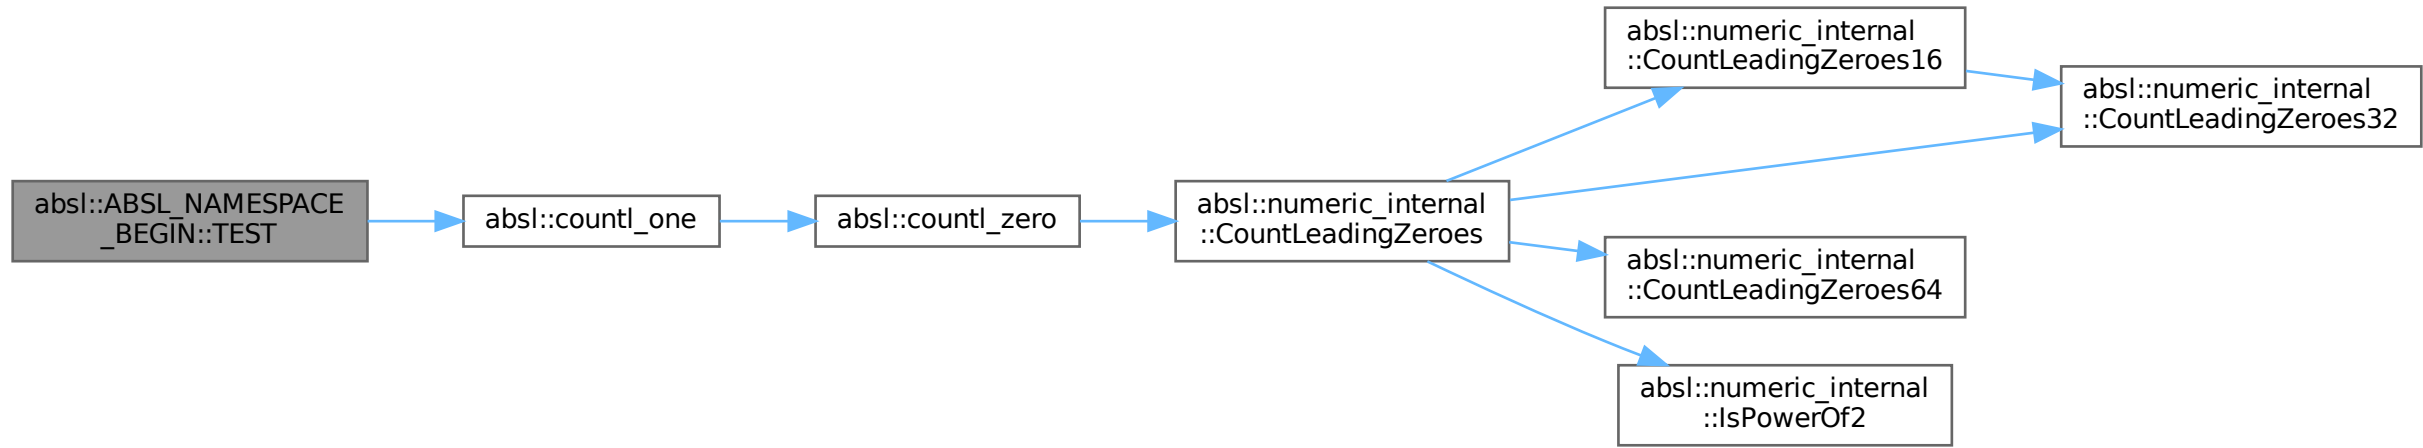 absl::ABSL_NAMESPACE
_BEGIN::TEST
absl::countl_one
absl::countl_zero
absl::numeric_internal
::CountLeadingZeroes
absl::numeric_internal
::CountLeadingZeroes16
absl::numeric_internal
::CountLeadingZeroes32
absl::numeric_internal
::CountLeadingZeroes64
absl::numeric_internal
::IsPowerOf2